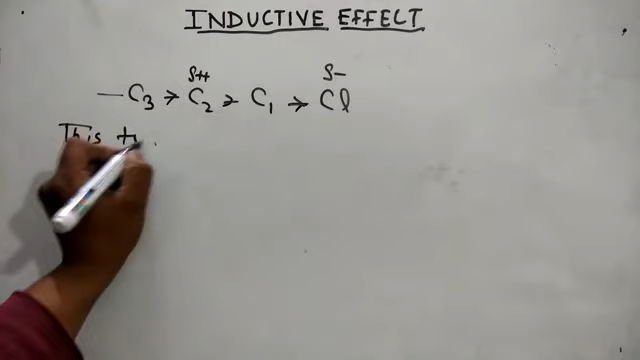 INDUCTIVE EFFECT
δ++ δ-
— C₃ > C₂ > C₁ → Cl
This